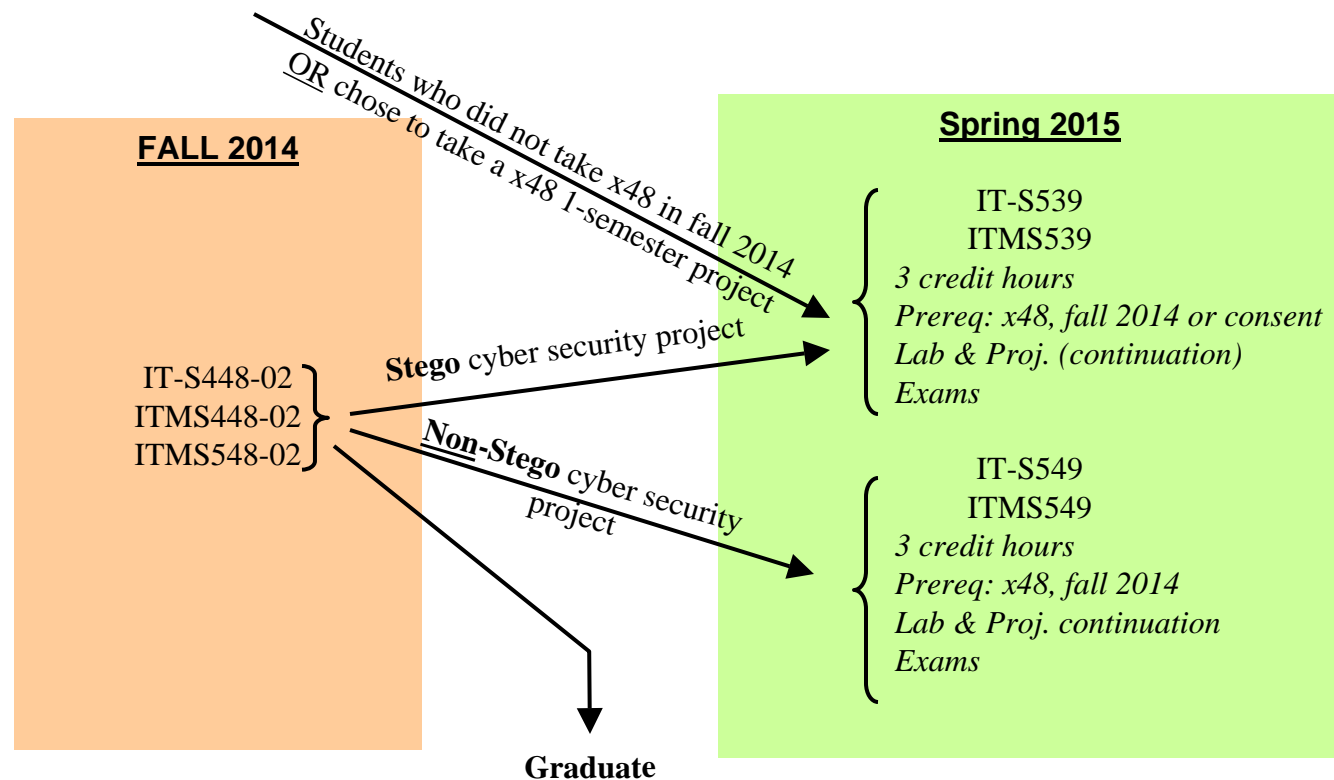 Students who did not take x48 in fall 2014
OR chose to take a x48 1-semester project
FALL 2014
IT-S448-02
ITMS448-02
ITMS548-02
Stego cyber security project
Non-Stego cyber security
project
Graduate
Spring 2015
IT-S539
ITMS539
3 credit hours
Prereq: x48, fall 2014 or consent
Lab & Proj. (continuation)
Exams
IT-S549
ITMS549
3 credit hours
Prereq: x48, fall 2014
Lab & Proj. continuation
Exams